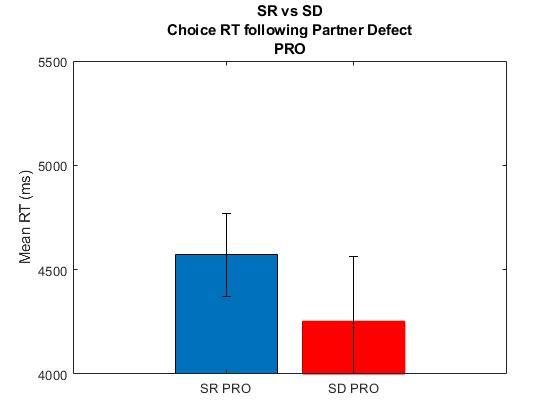 SR vs SD
Choice RT following Partner Defect
PRO
5500
5000
4500
4000
Mean RT (ms)
SR PRO
SD PRO